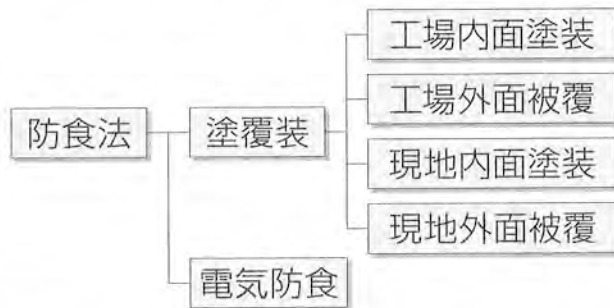 防食法
塗覆装
工場内面塗装
工場外面被覆
現地内面塗装
現地外面被覆
電気防食